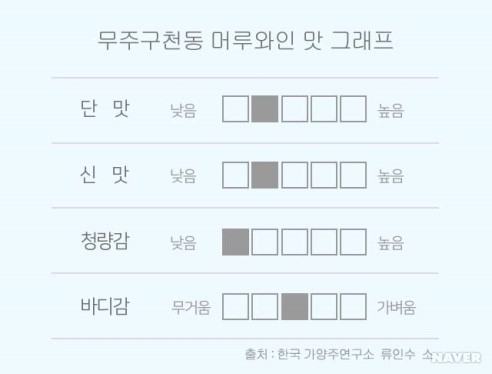 무주구천동 머루와인 맛 그래프
단 맛 낮음 높음
신 맛 낮음 높음
청량감 낮음 높음
바디감 무거움 가벼움
출처 : 한국 가양주연구소 류인수 소
NAVER